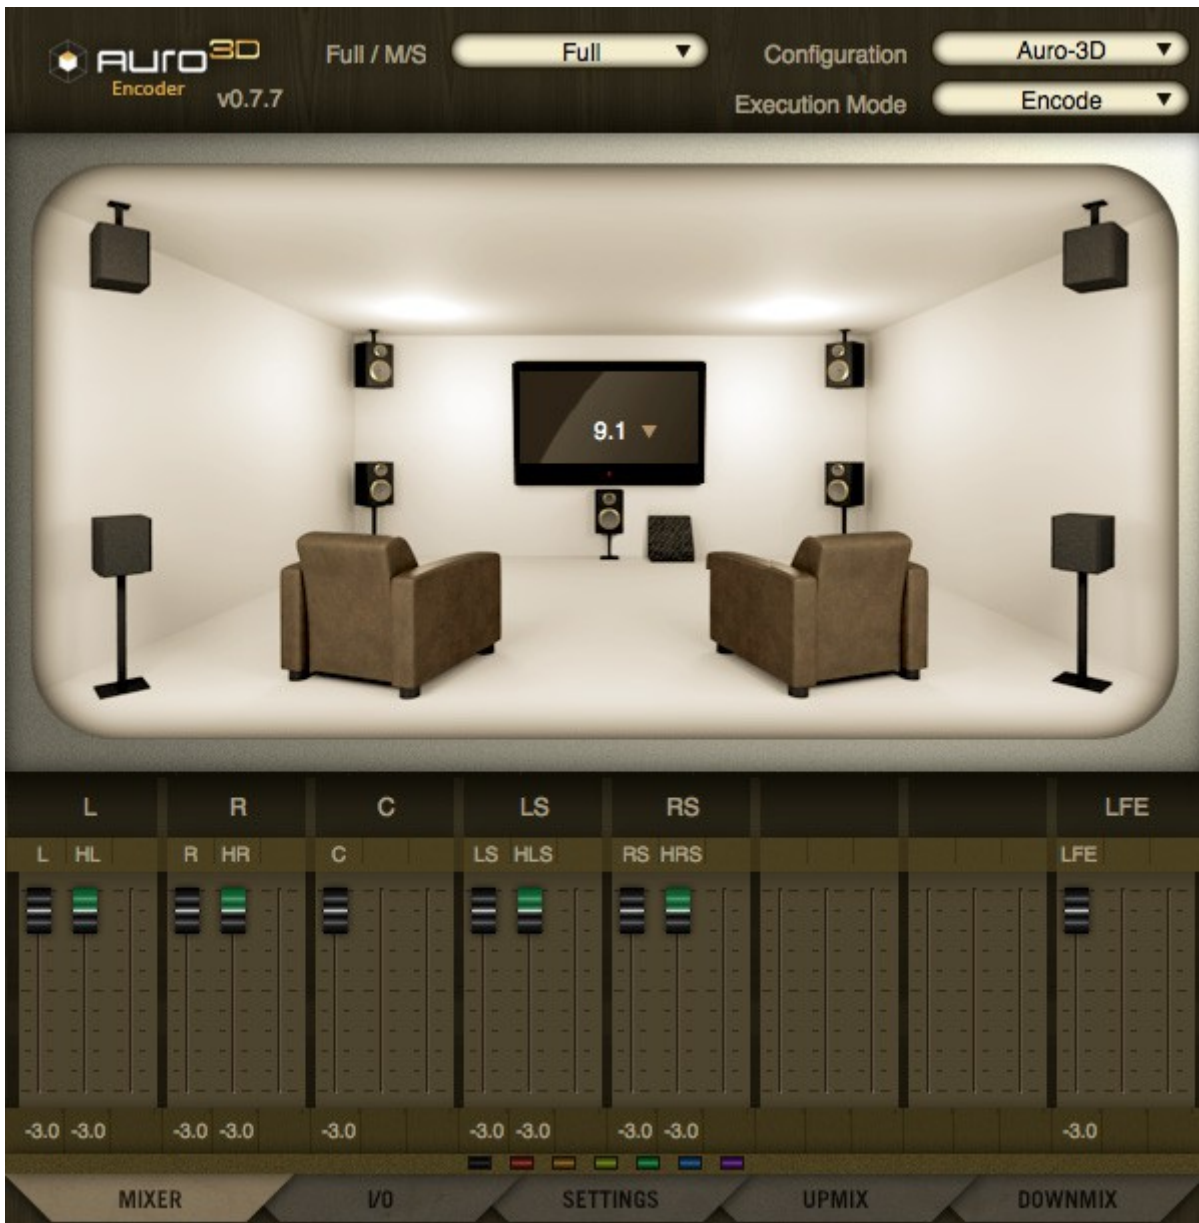 AURO 3D Full / M/S Full Configuration Auro-3D
Encoder v0.7.7 Execution Mode Encode
9.1
L R C LS RS LFE
L HL R HR C LS HLS RS HRS LFE
-3.0 -3.0 -3.0 -3.0 -3.0 -3.0 -3.0 -3.0 -3.0 -3.0
MIXER I/O SETTINGS UPMIX DOWNMIX